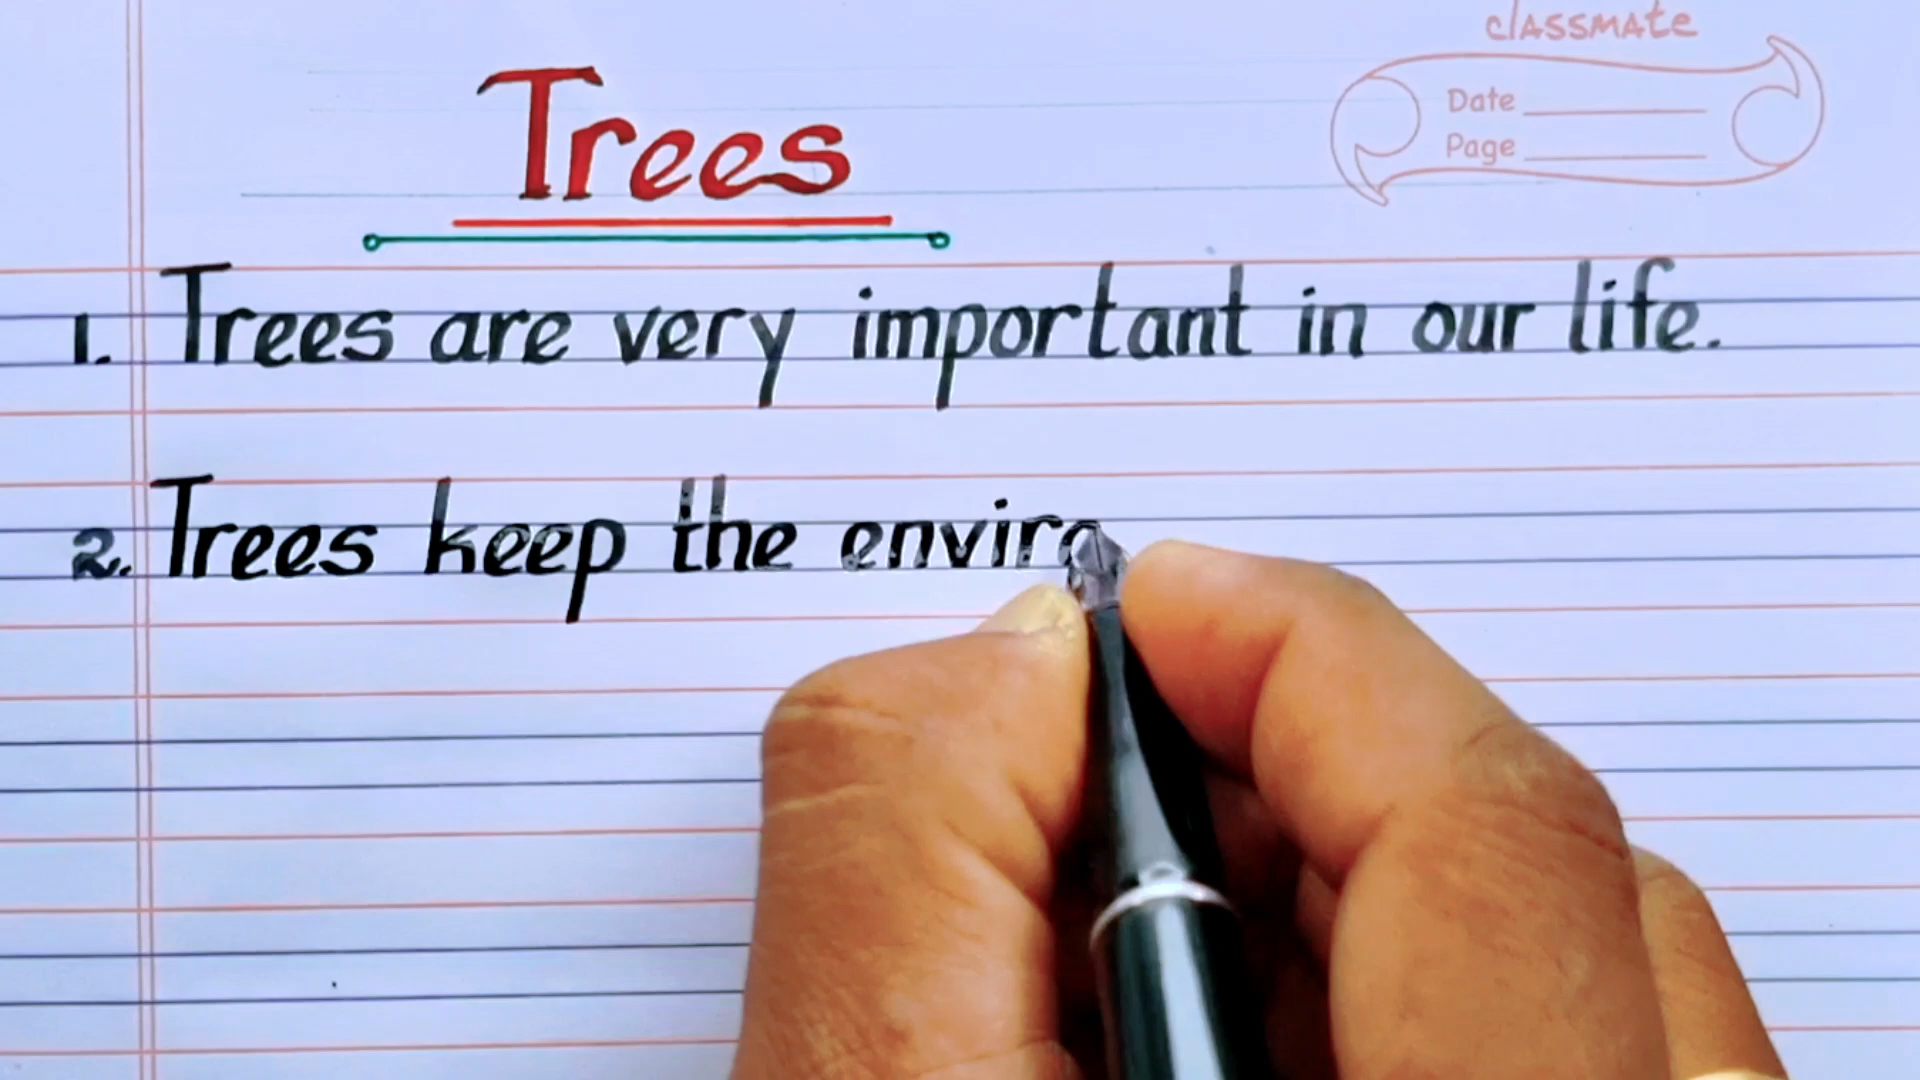 classmate
Date
Page
Trees
1. Trees are very important in our life.
2. Trees keep the enviro